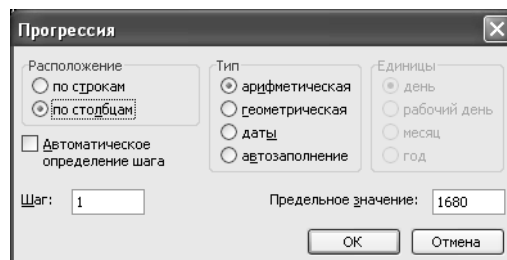 Прогрессия
Расположение
по строкам
по столбцам
Автоматическое
определение шага
Тип
арифметическая
геометрическая
даты
автозаполнение
Единицы
день
рабочий день
месяц
год
Шаг: 1
Предельное значение: 1680
ОК
Отмена